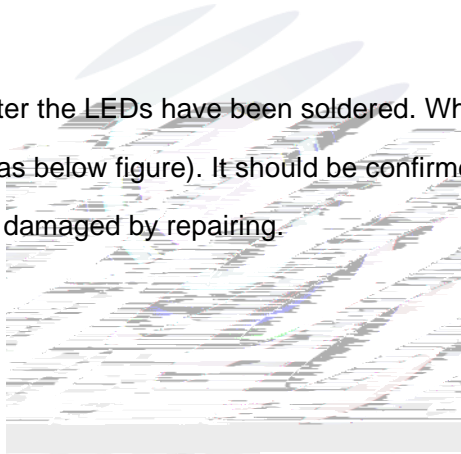 ter the LEDs have been soldered. Wh
as below figure). It should be confirme
damaged by repairing.